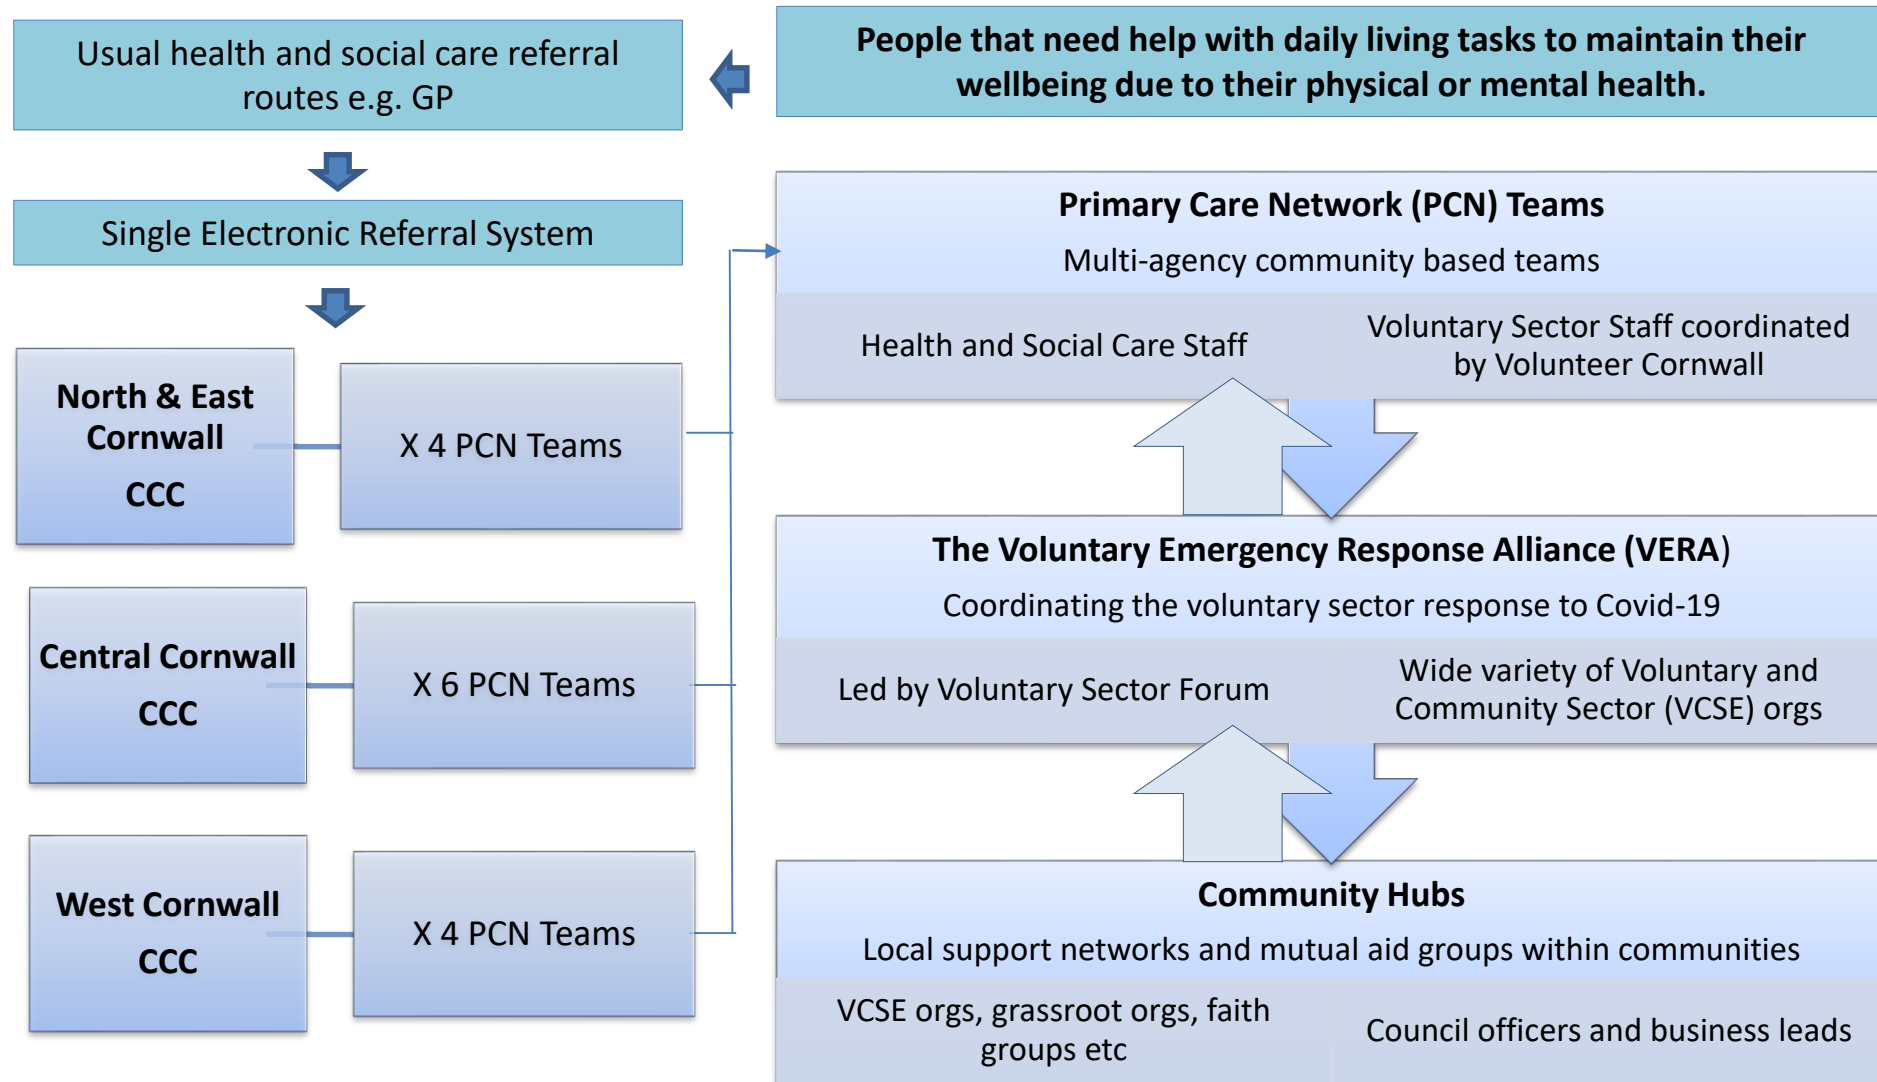 Usual health and social care referral
routes e.g. GP
People that need help with daily living tasks to maintain their
wellbeing due to their physical or mental health.
Single Electronic Referral System
North & East
Cornwall
CCC
X 4 PCN Teams
Central Cornwall
CCC
X 6 PCN Teams
West Cornwall
CCC
X 4 PCN Teams
Primary Care Network (PCN) Teams
Multi-agency community based teams
Health and Social Care Staff
Voluntary Sector Staff coordinated
by Volunteer Cornwall
The Voluntary Emergency Response Alliance (VERA)
Coordinating the voluntary sector response to Covid-19
Led by Voluntary Sector Forum
Wide variety of Voluntary and
Community Sector (VCSE) orgs
Community Hubs
Local support networks and mutual aid groups within communities
VCSE orgs, grassroot orgs, faith
groups etc
Council officers and business leads